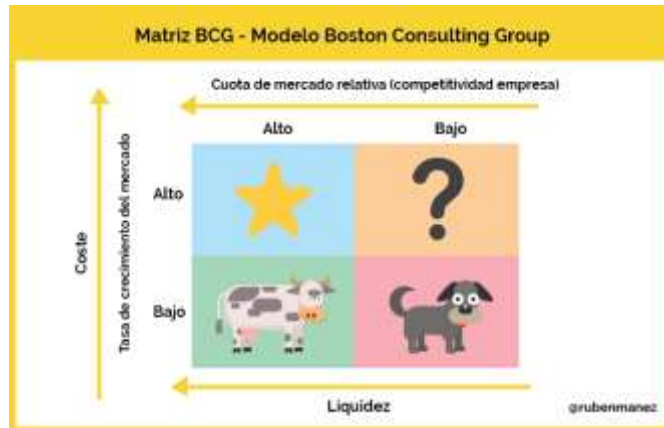 Matriz BCG - Modelo Boston Consulting Group
Cuota de mercado relativa (competitividad empresa)
Alto
Bajo
Coste
Tasa de crecimiento del mercado
Alto
Bajo
Liquidez
@rubenmanez